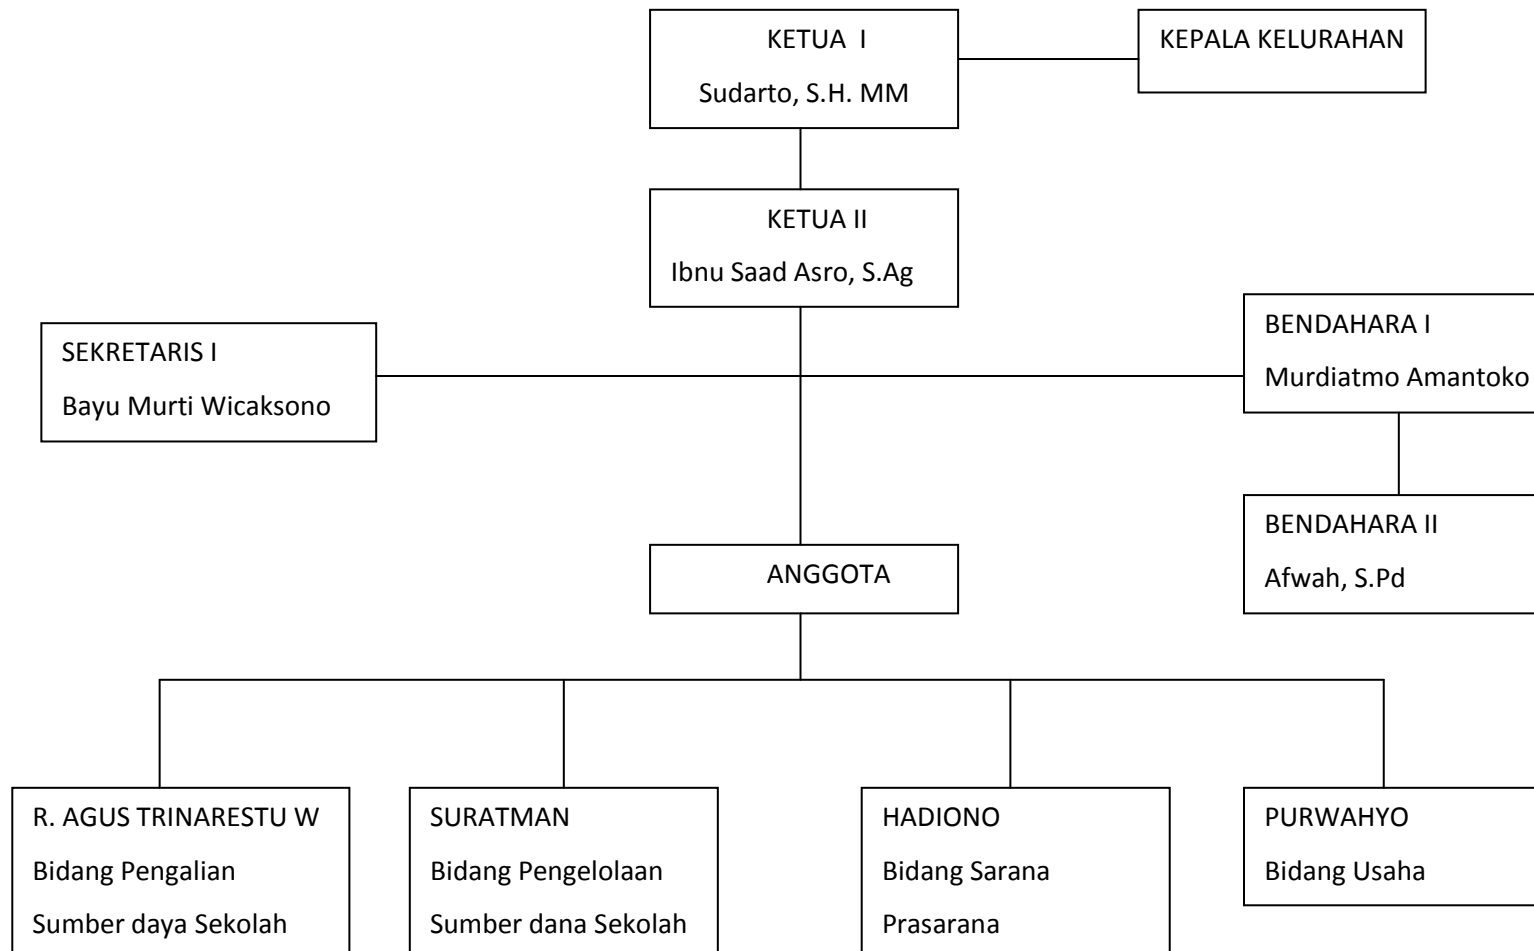 KETUA I
Sudarto, S.H. MM
KEPALA KELURAHAN
KETUA II
Ibnu Saad Asro, S.Ag
SEKRETARIS I
Bayu Murti Wicaksono
BENDAHARA I
Murdiatmo Amantoko
BENDAHARA II
Afwah, S.Pd
ANGGOTA
R. AGUS TRINARESTU W
Bidang Pengalian
Sumber daya Sekolah
SURATMAN
Bidang Pengelolaan
Sumber dana Sekolah
HADIONO
Bidang Sarana
Prasarana
PURWAHYO
Bidang Usaha